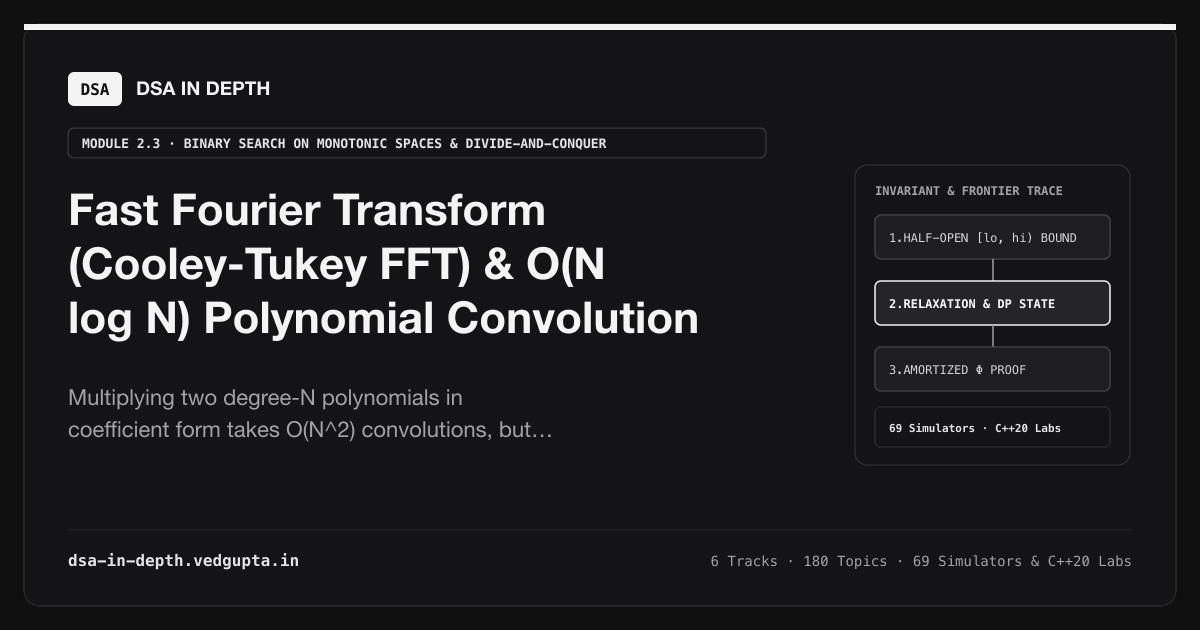 DSA DSA IN DEPTH
MODULE 2.3 · BINARY SEARCH ON MONOTONIC SPACES & DIVIDE-AND-CONQUER
Fast Fourier Transform
(Cooley-Tukey FFT) & O(N
log N) Polynomial Convolution
Multiplying two degree-N polynomials in
coefficient form takes O(N^2) convolutions, but…
INVARIANT & FRONTIER TRACE
1.HALF-OPEN [lo, hi) BOUND
2.RELAXATION & DP STATE
3.AMORTIZED Φ PROOF
69 Simulators · C++20 Labs
dsa-in-depth.vedgupta.in
6 Tracks · 180 Topics · 69 Simulators & C++20 Labs